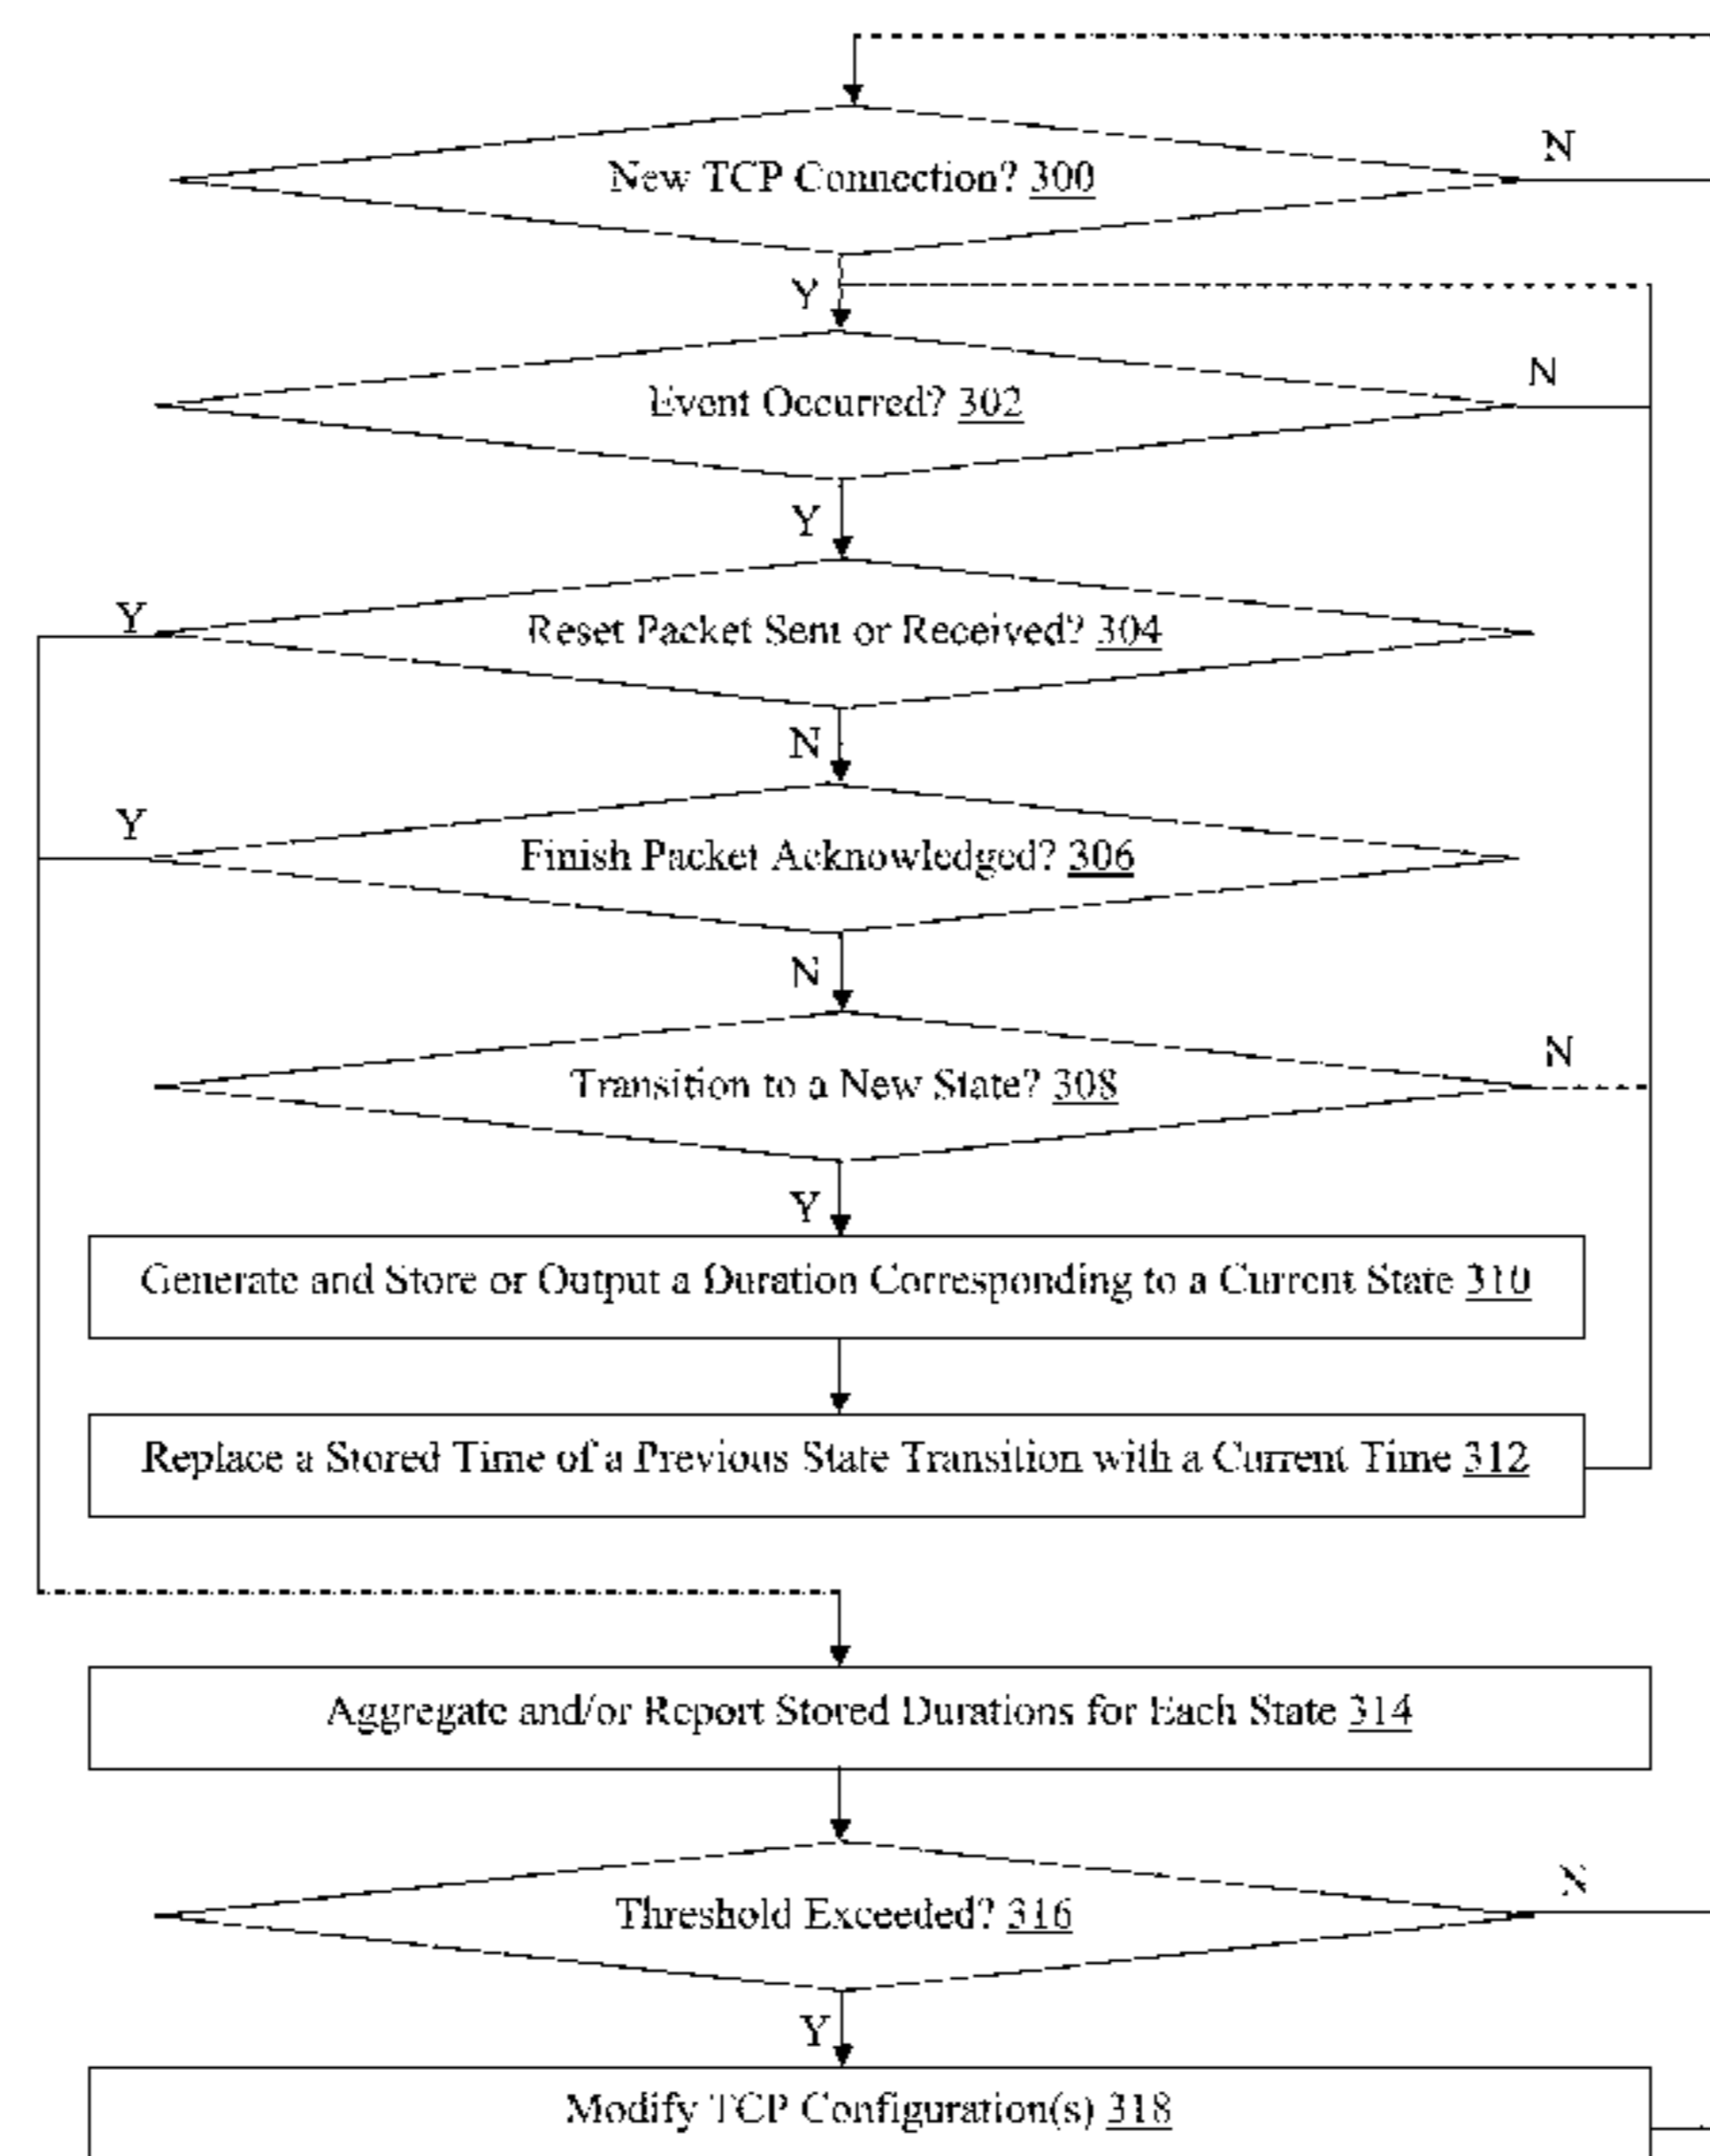 New TCP Connection? 300
N
Y
Event Occurred? 302
N
Y
Y
Reset Packet Sent or Received? 304
N
Y
Finish Packet Acknowledged? 306
N
Transition to a New State? 308
N
Y
Generate and Store or Output a Duration Corresponding to a Current State 310
Replace a Stored Time of a Previous State Transition with a Current Time 312
Aggregate and/or Report Stored Durations for Each State 314
Threshold Exceeded? 316
N
Y
Modify TCP Configuration(s) 318